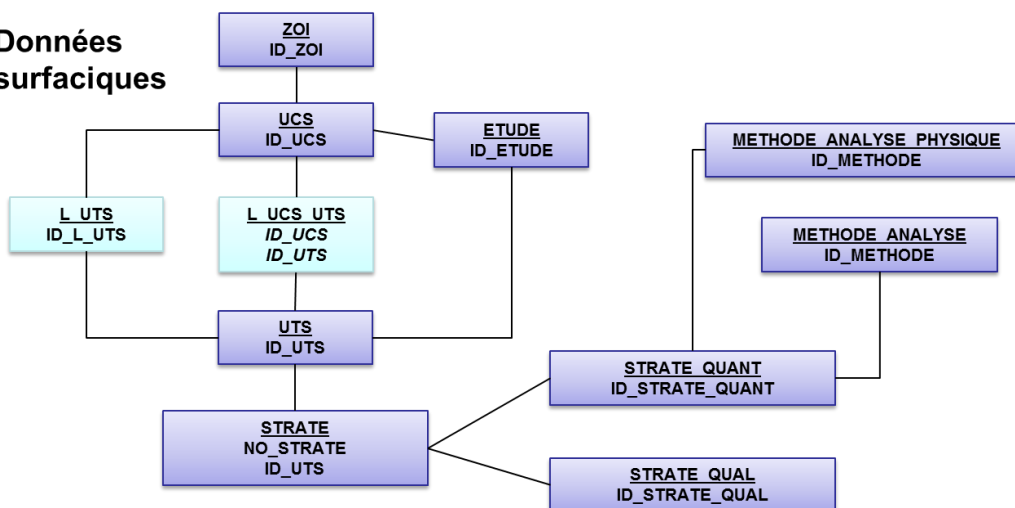 Données
surfaciques
ZOI
ID_ZOI
UCS
ID_UCS
ETUDE
ID_ETUDE
METHODE_ANALYSE_PHYSIQUE
ID_METHODE
L_UTS
ID_L_UTS
L_UCS_UTS
ID_UCS
ID_UTS
METHODE_ANALYSE
ID_METHODE
UTS
ID_UTS
STRATE_QUANT
ID_STRATE_QUANT
STRATE
NO_STRATE
ID_UTS
STRATE_QUAL
ID_STRATE_QUAL